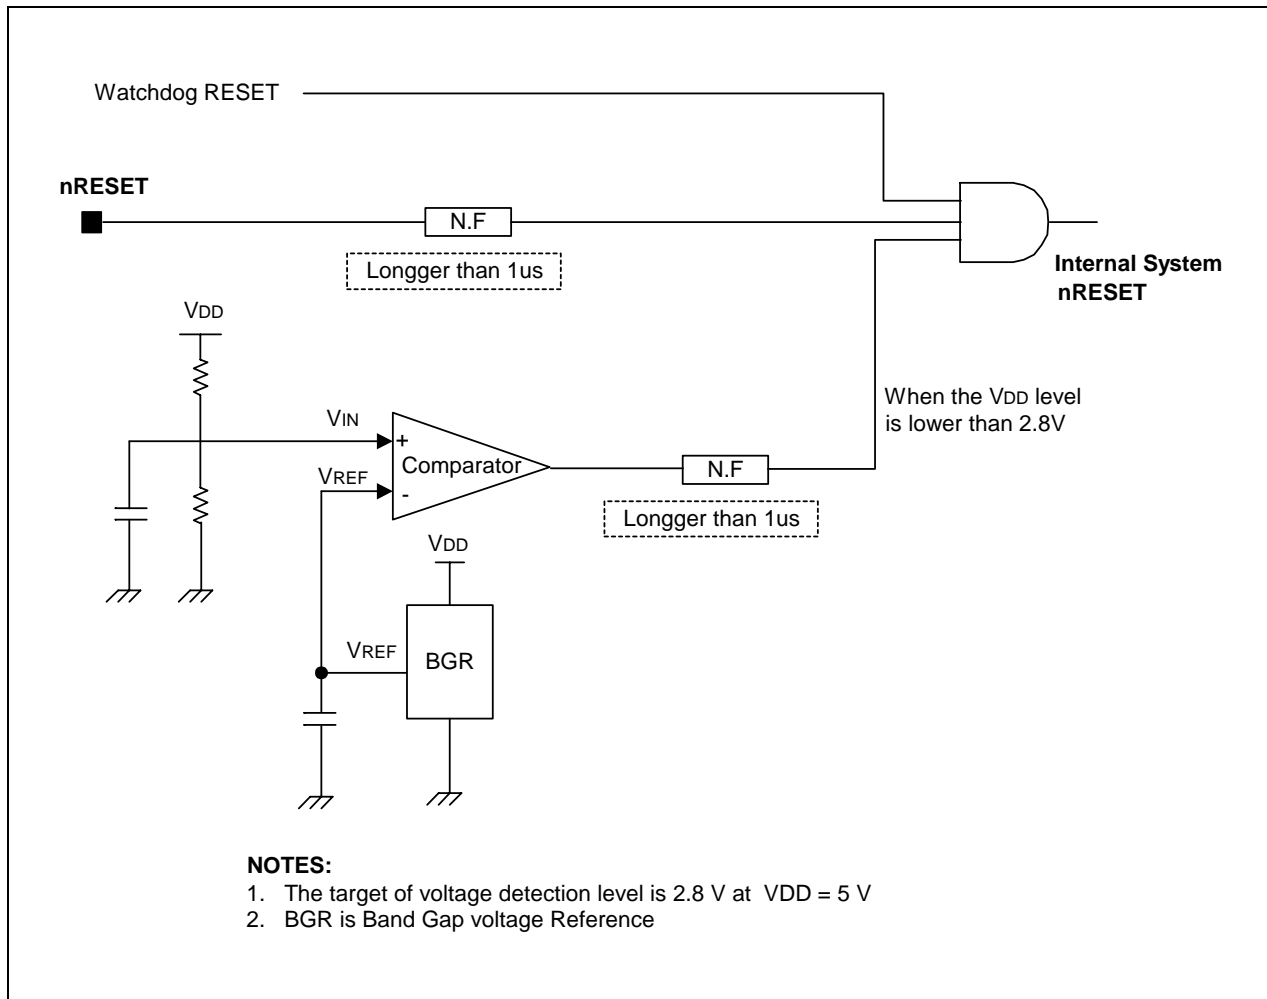 Watchdog RESET
nRESET
N.F
Longger than 1us
Internal System
nRESET
VDD
When the VDD level
is lower than 2.8V
VIN
+
Comparator
VREF
-
N.F
Longger than 1us
VDD
VREF
BGR
NOTES:
1. The target of voltage detection level is 2.8 V at VDD = 5 V
2. BGR is Band Gap voltage Reference